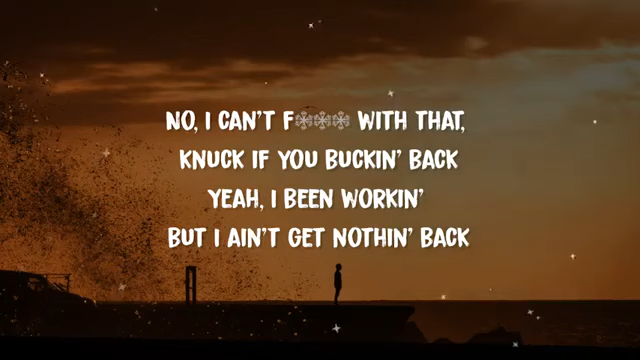 NO, I CAN'T F*** WITH THAT,
KNUCK IF YOU BUCKIN' BACK
YEAH, I BEEN WORKIN'
BUT I AIN'T GET NOTHIN' BACK